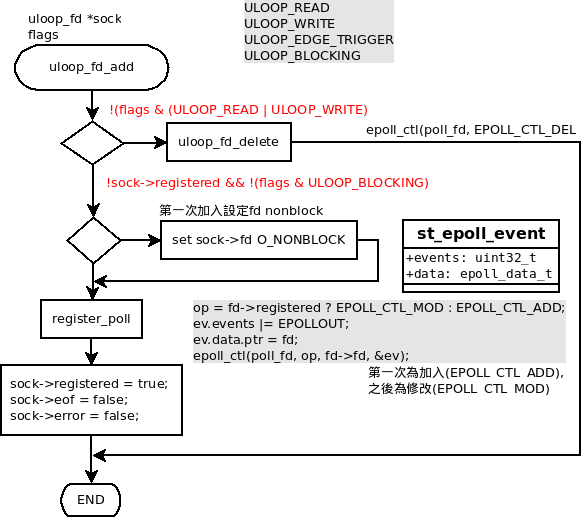 uloop_fd *sock
flags
ULOOP_READ
ULOOP_WRITE
ULOOP_EDGE_TRIGGER
ULOOP_BLOCKING
uloop_fd_add
!(flags & (ULOOP_READ | ULOOP_WRITE)
uloop_fd_delete
epoll_ctl(poll_fd, EPOLL_CTL_DEL
!sock->registered && !(flags & ULOOP_BLOCKING)
第一次加入設定fd nonblock
set sock->fd O_NONBLOCK
st_epoll_event
+events: uint32_t
+data: epoll_data_t
register_poll
op = fd->registered ? EPOLL_CTL_MOD : EPOLL_CTL_ADD;
ev.events |= EPOLLOUT;
ev.data.ptr = fd;
epoll_ctl(poll_fd, op, fd->fd, &ev);
第一次為加入(EPOLL_CTL_ADD),
之後為修改(EPOLL_CTL_MOD)
sock->registered = true;
sock->eof = false;
sock->error = false;
END